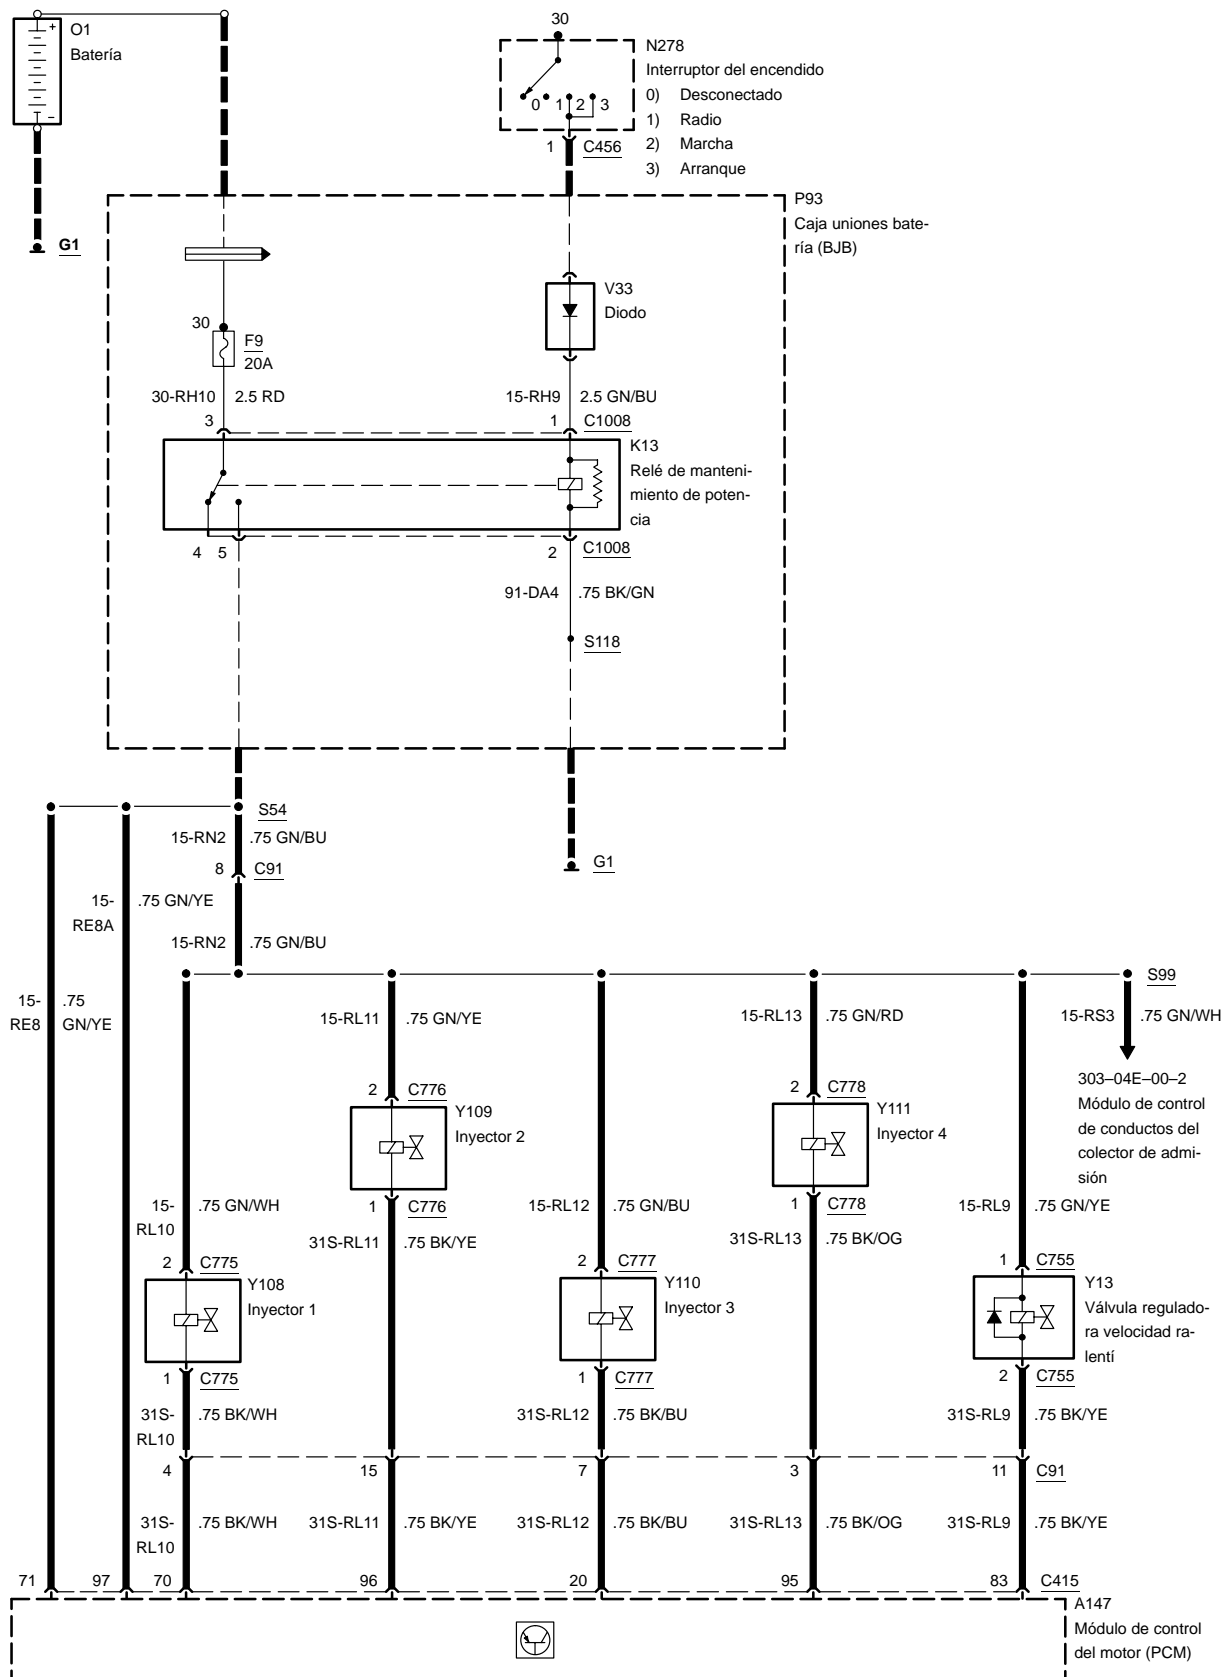 O1
Batería
+
-
G1
30
N278
Interruptor del encendido
0 1 2 3
0) Desconectado
1) Radio
2) Marcha
3) Arranque
1 C456
P93
Caja uniones bate-
ría (BJB)
V33
Diodo
30
F9
20A
30-RH10 2.5 RD
15-RH9 2.5 GN/BU
3
1 C1008
K13
Relé de manteni-
miento de poten-
cia
4 5
2 C1008
91-DA4 .75 BK/GN
S118
G1
S54
15-RN2 .75 GN/BU
8 C91
15-
RE8A
.75 GN/YE
15-RN2 .75 GN/BU
15-
RE8
.75
GN/YE
S99
15-RL11 .75 GN/YE
15-RL13 .75 GN/RD
15-RS3 .75 GN/WH
303–04E–00–2
Módulo de control
de conductos del
colector de admi-
sión
2 C776
Y109
Inyector 2
1 C776
2 C778
Y111
Inyector 4
1 C778
15-
RL10
.75 GN/WH
31S-RL11 .75 BK/YE
15-RL12 .75 GN/BU
31S-RL13 .75 BK/OG
15-RL9 .75 GN/YE
2 C775
Y108
Inyector 1
1 C775
2 C777
Y110
Inyector 3
1 C777
1 C755
Y13
Válvula regulado-
ra velocidad ra-
lentí
2 C755
31S-
RL10
.75 BK/WH
31S-RL12 .75 BK/BU
31S-RL9 .75 BK/YE
4 15 7 3 11 C91
31S-
RL10
.75 BK/WH
31S-RL11 .75 BK/YE
31S-RL12 .75 BK/BU
31S-RL13 .75 BK/OG
31S-RL9 .75 BK/YE
71 97 70 96 20 95 83 C415
A147
Módulo de control
del motor (PCM)